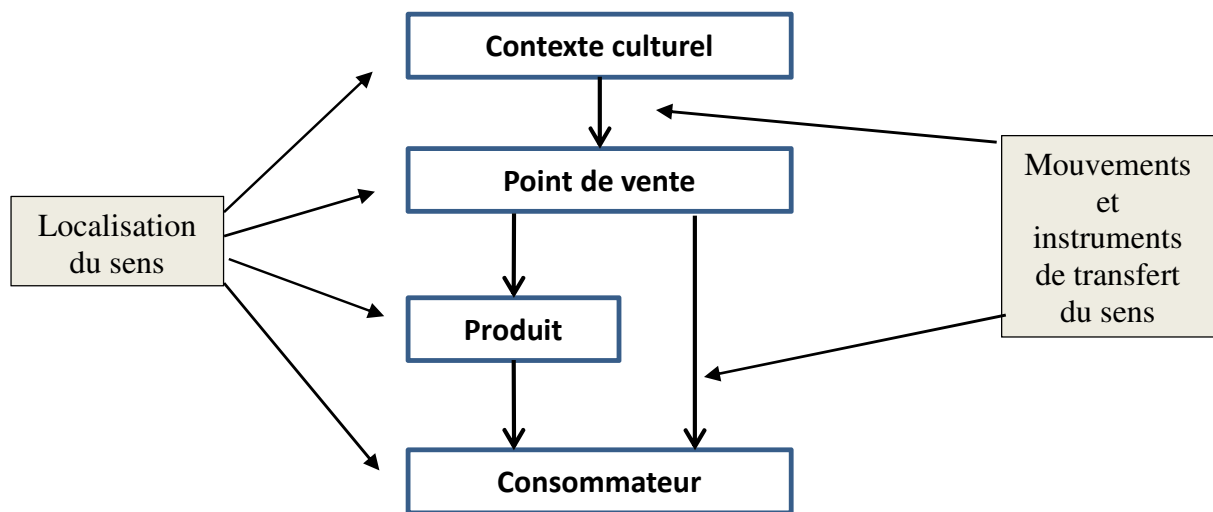 Contexte culturel
Point de vente
Localisation
du sens
Mouvements
et
instruments
de transfert
du sens
Produit
Consommateur